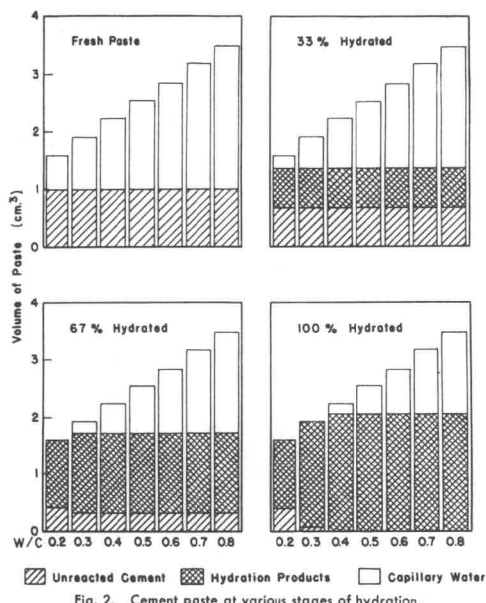 Fresh Paste
33 % Hydrated
67 % Hydrated
100 % Hydrated
Volume of Paste (cm.³)
4
3
2
1
0
4
3
2
1
0
W/C 0.2 0.3 0.4 0.5 0.6 0.7 0.8
0.2 0.3 0.4 0.5 0.6 0.7 0.8
Unreacted Cement Hydration Products Capillary Water
Fig. 2. Cement paste at various stages of hydration